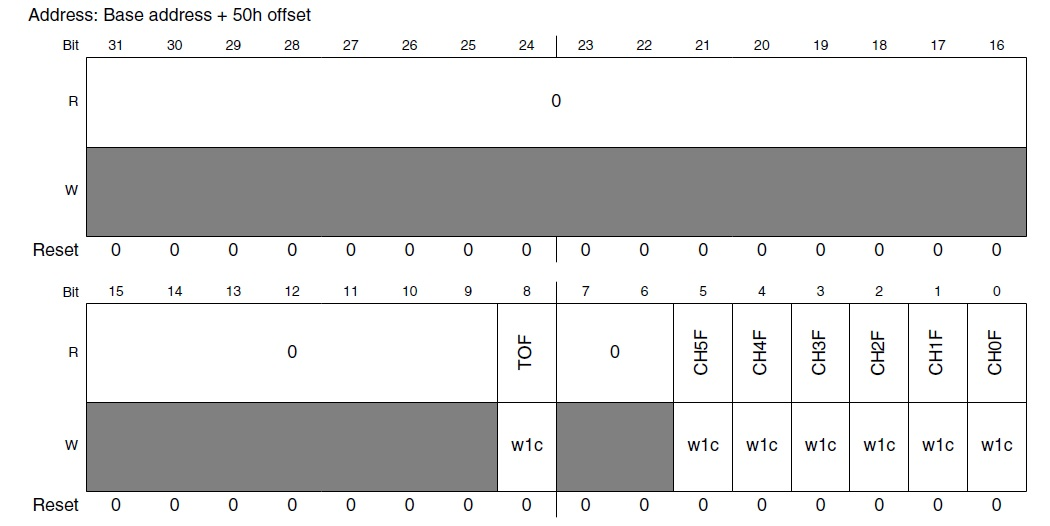 Address: Base address + 50h offset
Bit 31 30 29 28 27 26 25 24 23 22 21 20 19 18 17 16
R 0
W
Reset 0 0 0 0 0 0 0 0 0 0 0 0 0 0 0 0
Bit 15 14 13 12 11 10 9 8 7 6 5 4 3 2 1 0
R 0 TOF 0 CH5F CH4F CH3F CH2F CH1F CH0F
W w1c w1c w1c w1c w1c w1c w1c
Reset 0 0 0 0 0 0 0 0 0 0 0 0 0 0 0 0